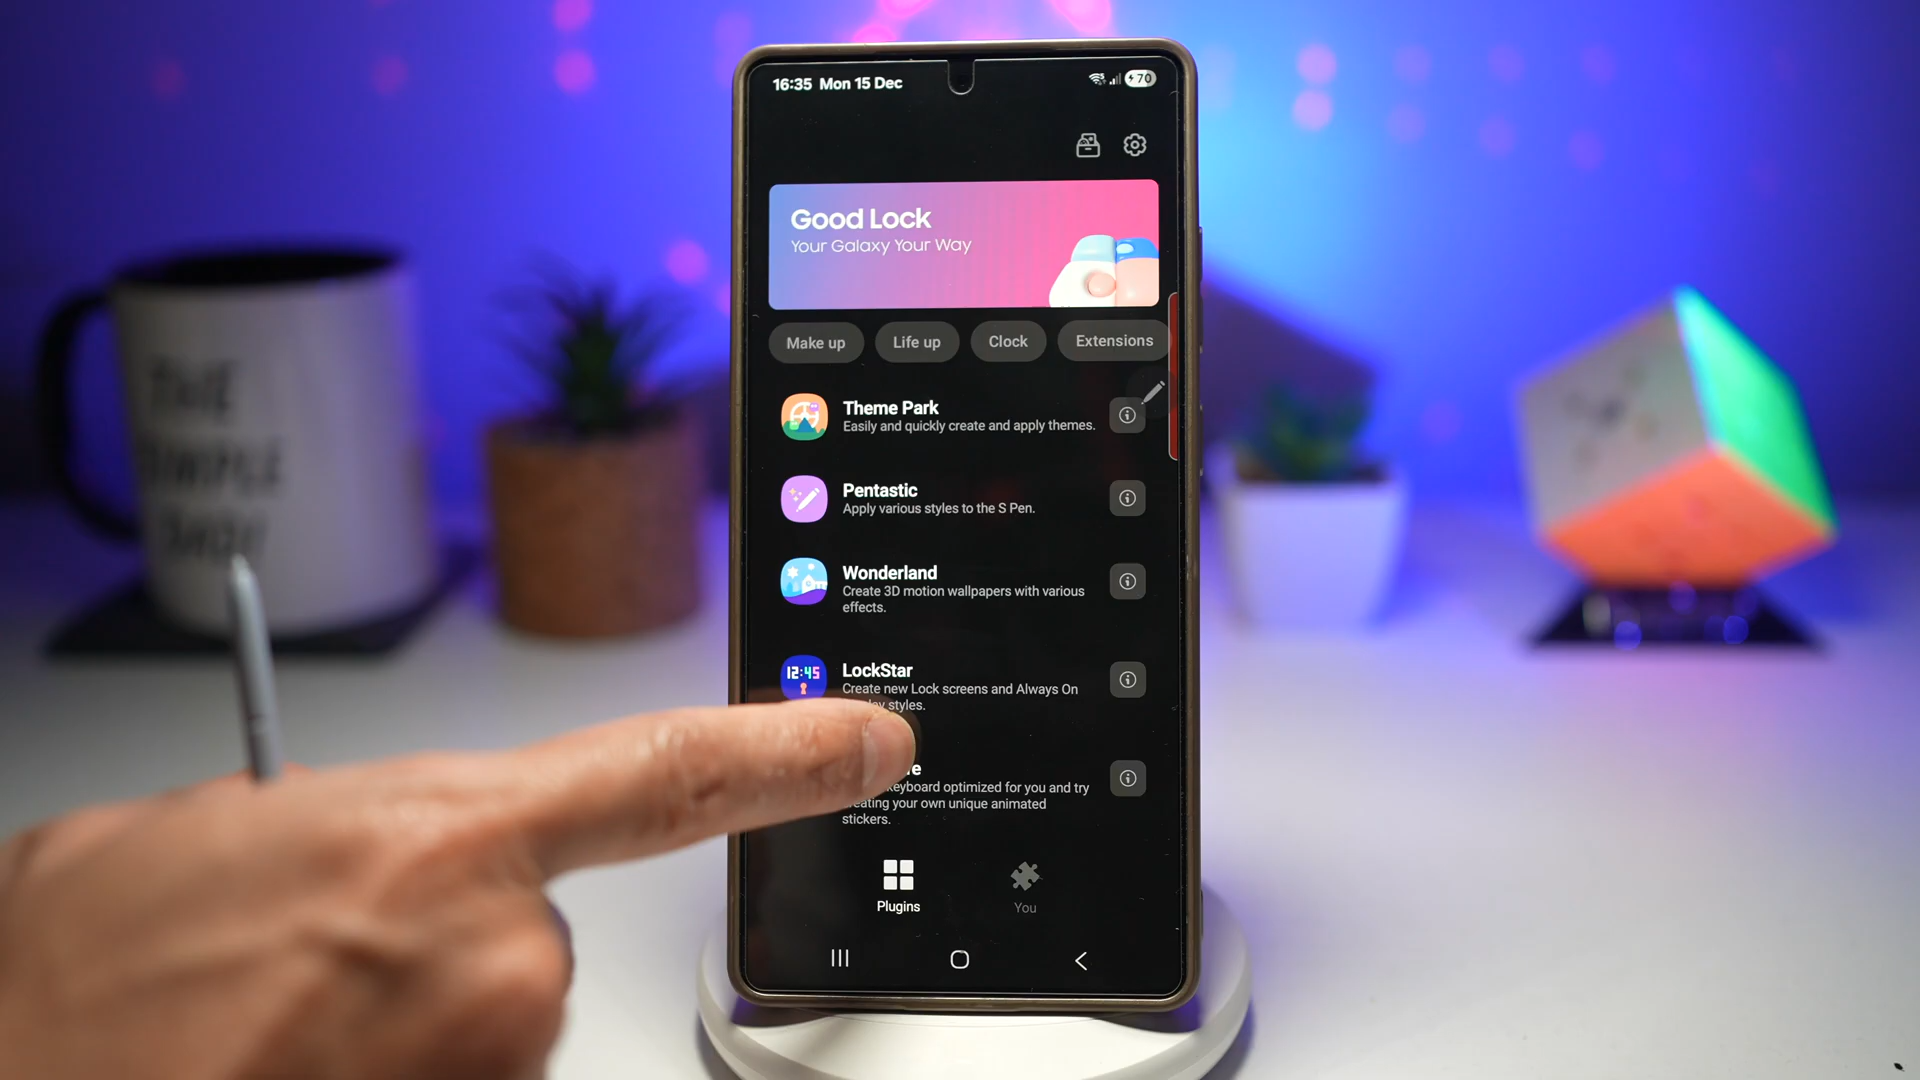 16:35 Mon 15 Dec
70
Good Lock
Your Galaxy Your Way
Make up
Life up
Clock
Extensions
Theme Park
Easily and quickly create and apply themes.
Pentastic
Apply various styles to the S Pen.
Wonderland
Create 3D motion wallpapers with various
effects.
12:45
LockStar
Create new Lock screens and Always On
styles.
keyboard optimized for you and try
creating your own unique animated
stickers.
Plugins
You
THE